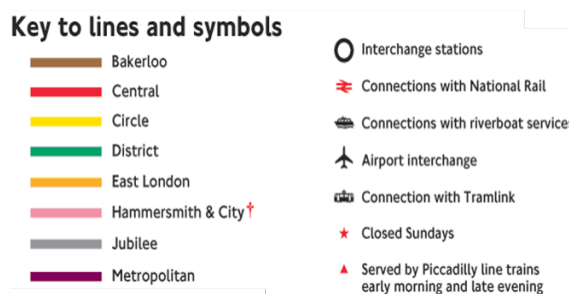 Key to lines and symbols
Bakerloo
Central
Circle
District
East London
Hammersmith & City †
Jubilee
Metropolitan
Interchange stations
Connections with National Rail
Connections with riverboat services
Airport interchange
Connection with Tramlink
Closed Sundays
Served by Piccadilly line trains
early morning and late evening